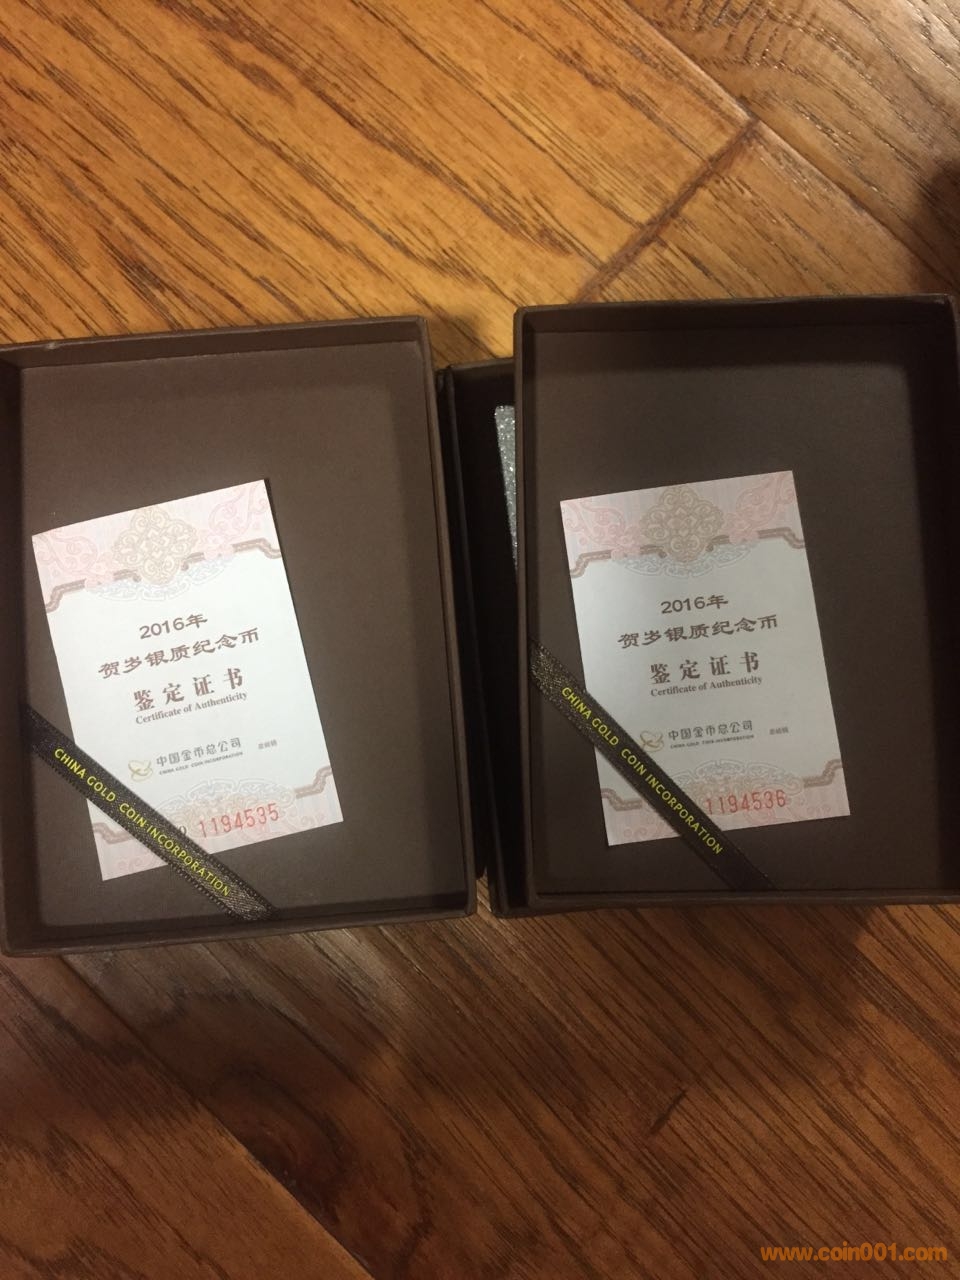 2016年
贺岁银质纪念币
鉴定证书
Certificate of Authenticity
中国金币总公司
CHINA GOLD COIN INCORPORATION
CHINA GOLD COIN INCORPORATION
1194535
2016年
贺岁银质纪念币
鉴定证书
Certificate of Authenticity
中国金币总公司
CHINA GOLD COIN INCORPORATION
CHINA GOLD COIN INCORPORATION
1194536
www.coin001.com